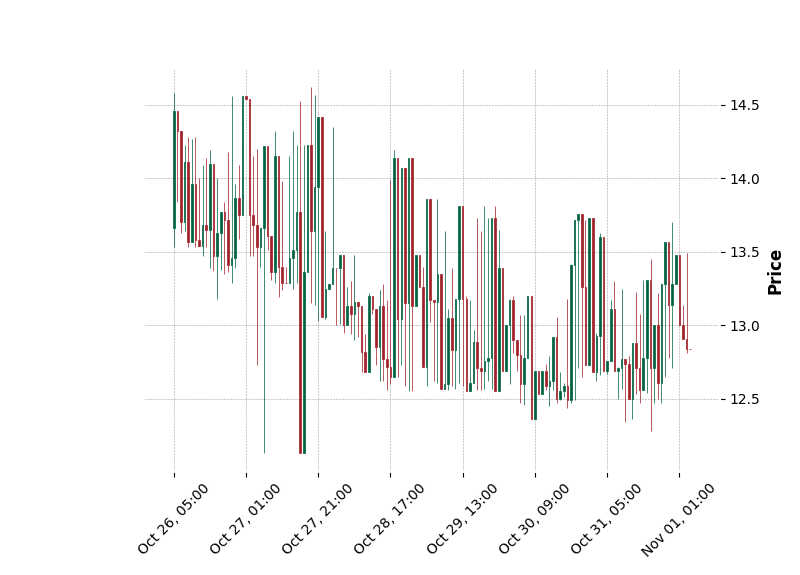 14.5
14.0
13.5
13.0
12.5
Price
Oct 26, 05:00
Oct 27, 01:00
Oct 27, 21:00
Oct 28, 17:00
Oct 29, 13:00
Oct 30, 09:00
Oct 31, 05:00
Nov 01, 01:00